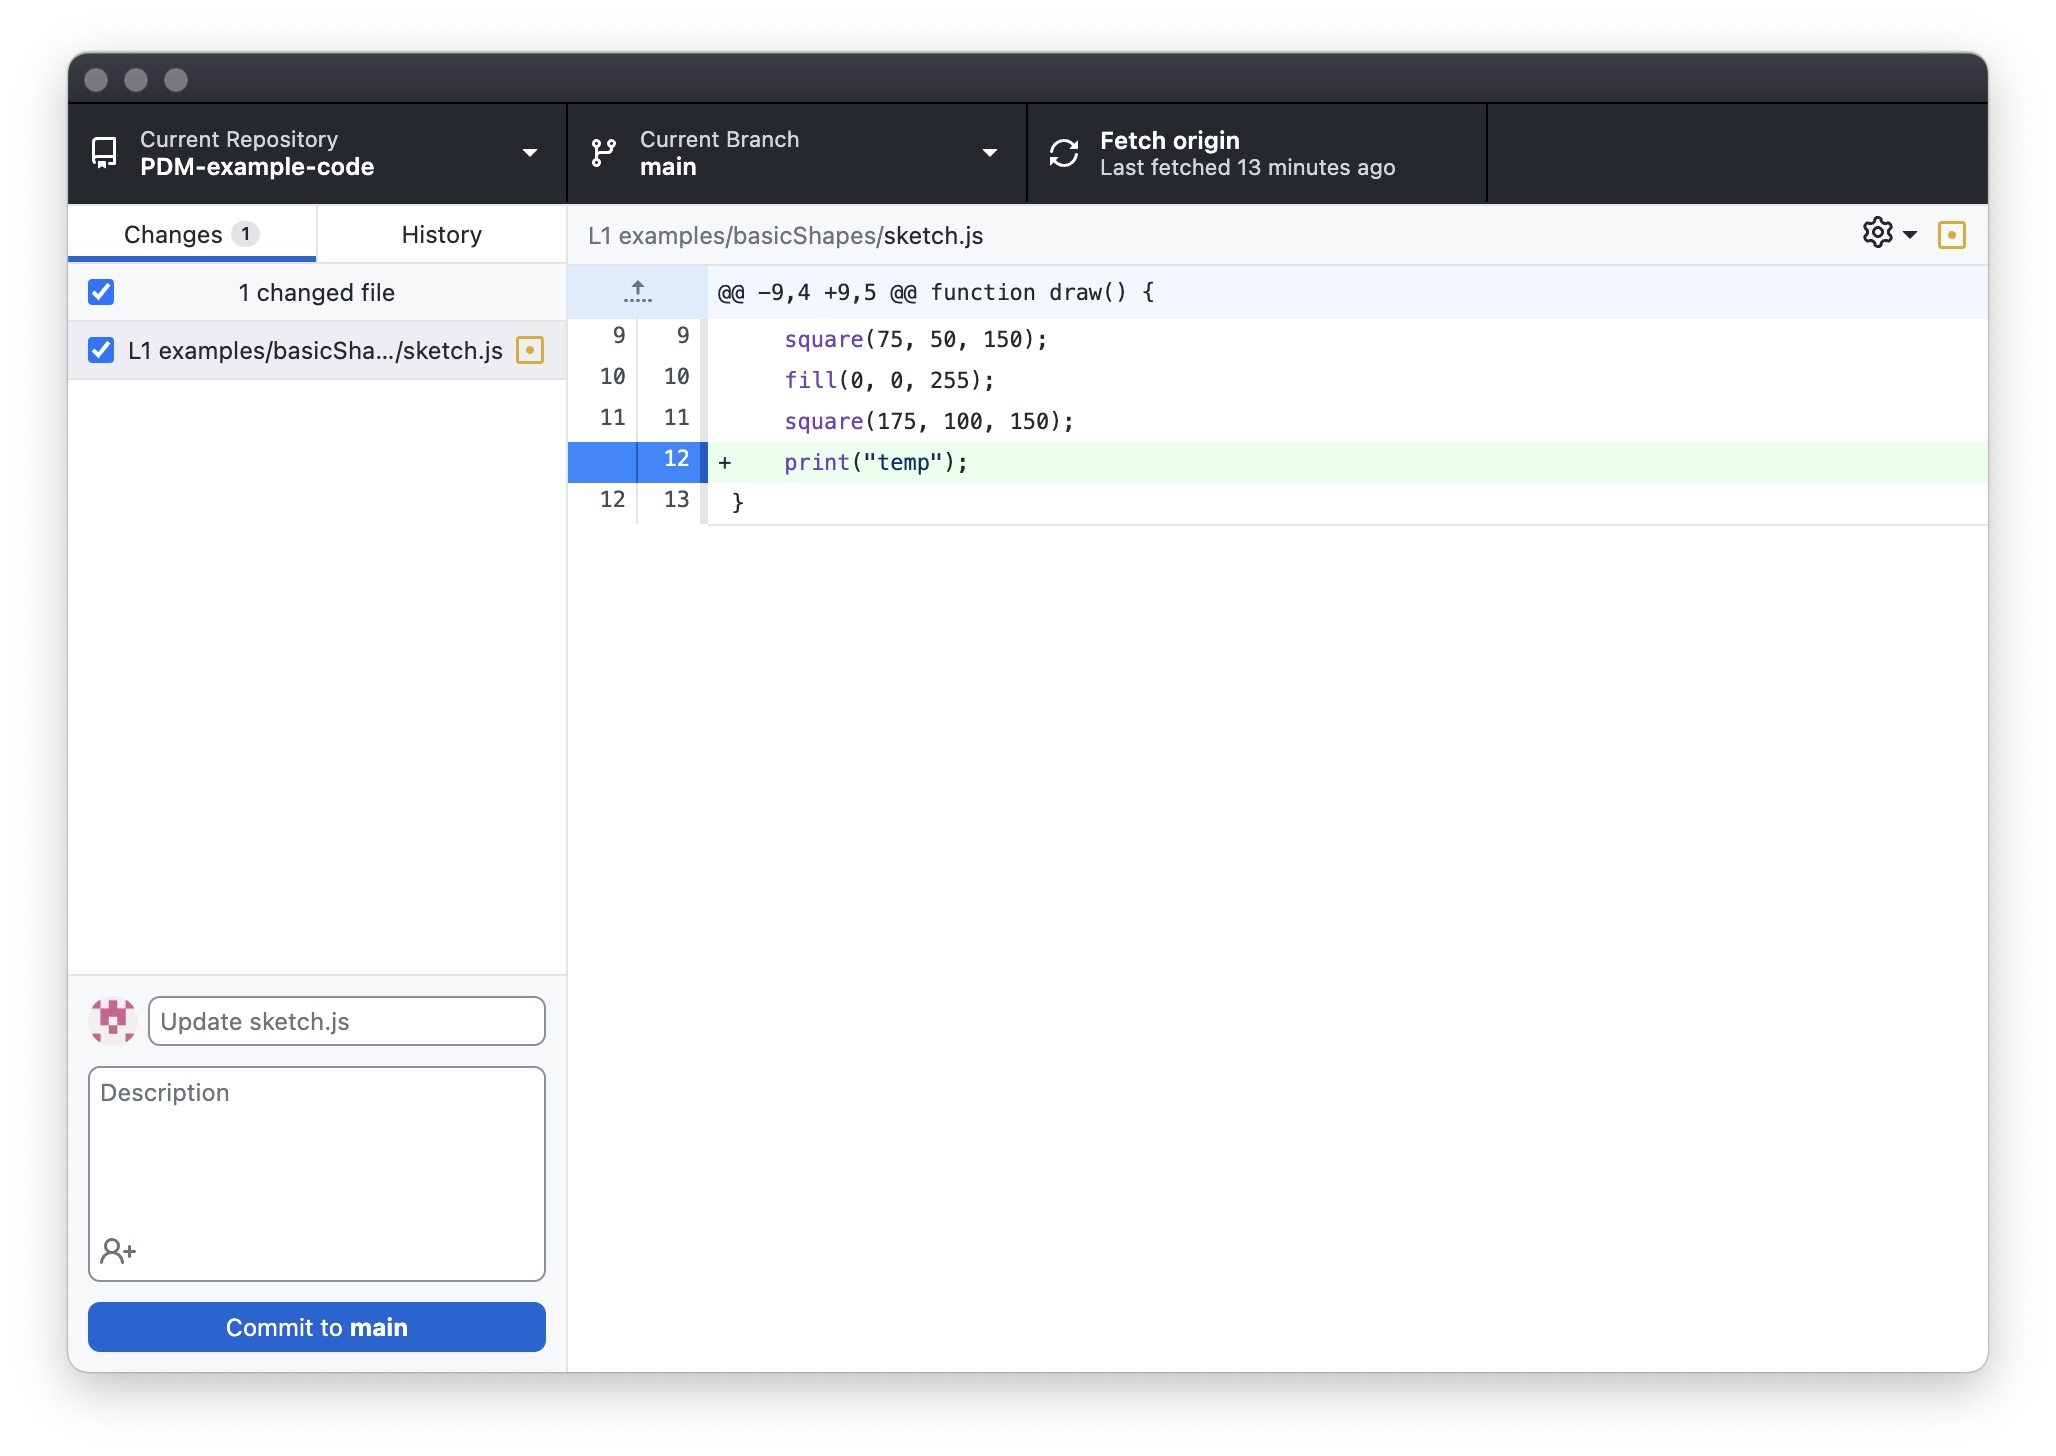 Current Repository
PDM-example-code
Current Branch
main
Fetch origin
Last fetched 13 minutes ago
Changes 1
History
1 changed file
L1 examples/basicSha.../sketch.js
L1 examples/basicShapes/sketch.js
@@ -9,4 +9,5 @@ function draw() {
9 9 square(75, 50, 150);
10 10 fill(0, 0, 255);
11 11 square(175, 100, 150);
12 + print("temp");
12 13 }
Update sketch.js
Description
Commit to main